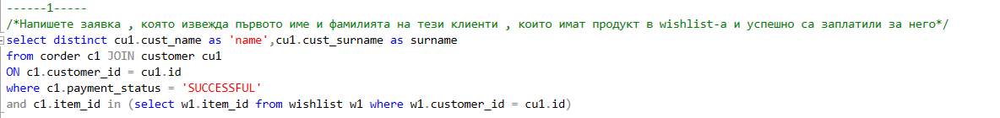 ------1-----
/*Напишете заявка , която извежда първото име и фамилията на тези клиенти , които имат продукт в wishlist-а и успешно са заплатили за него*/
select distinct cu1.cust_name as 'name',cu1.cust_surname as surname
from corder c1 JOIN customer cu1
ON c1.customer_id = cu1.id
where c1.payment_status = 'SUCCESSFUL'
and c1.item_id in (select w1.item_id from wishlist w1 where w1.customer_id = cu1.id)